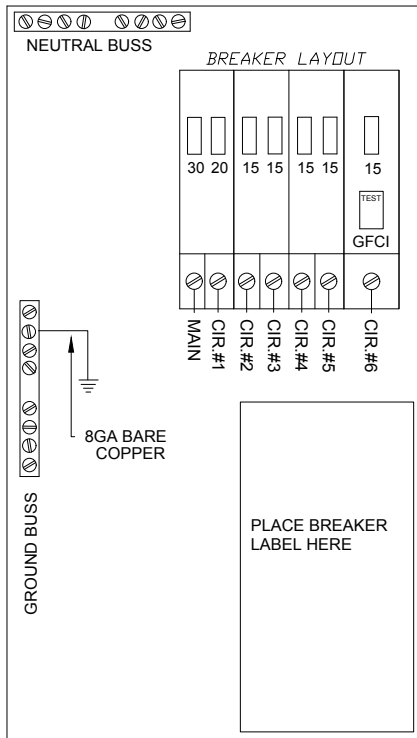 NEUTRAL BUSS
BREAKER LAYOUT
30 20 15 15 15 15 15
TEST
GFCI
MAIN
CIR.#1
CIR.#2
CIR.#3
CIR.#4
CIR.#5
CIR.#6
8GA BARE
COPPER
GROUND BUSS
PLACE BREAKER
LABEL HERE